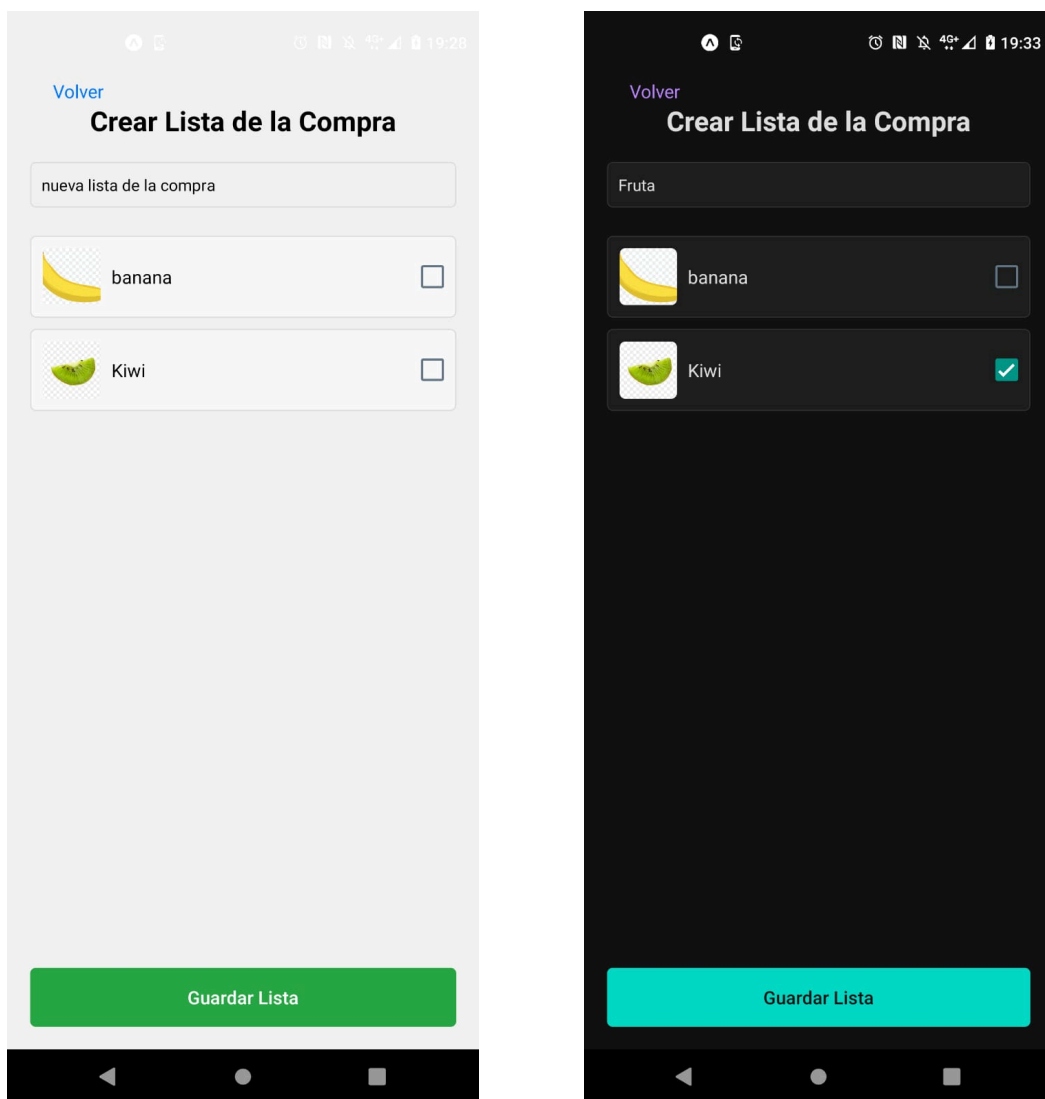 19:28
Volver
Crear Lista de la Compra
nueva lista de la compra
banana
Kiwi
Guardar Lista
4G+ 19:33
Volver
Crear Lista de la Compra
Fruta
banana
Kiwi
Guardar Lista